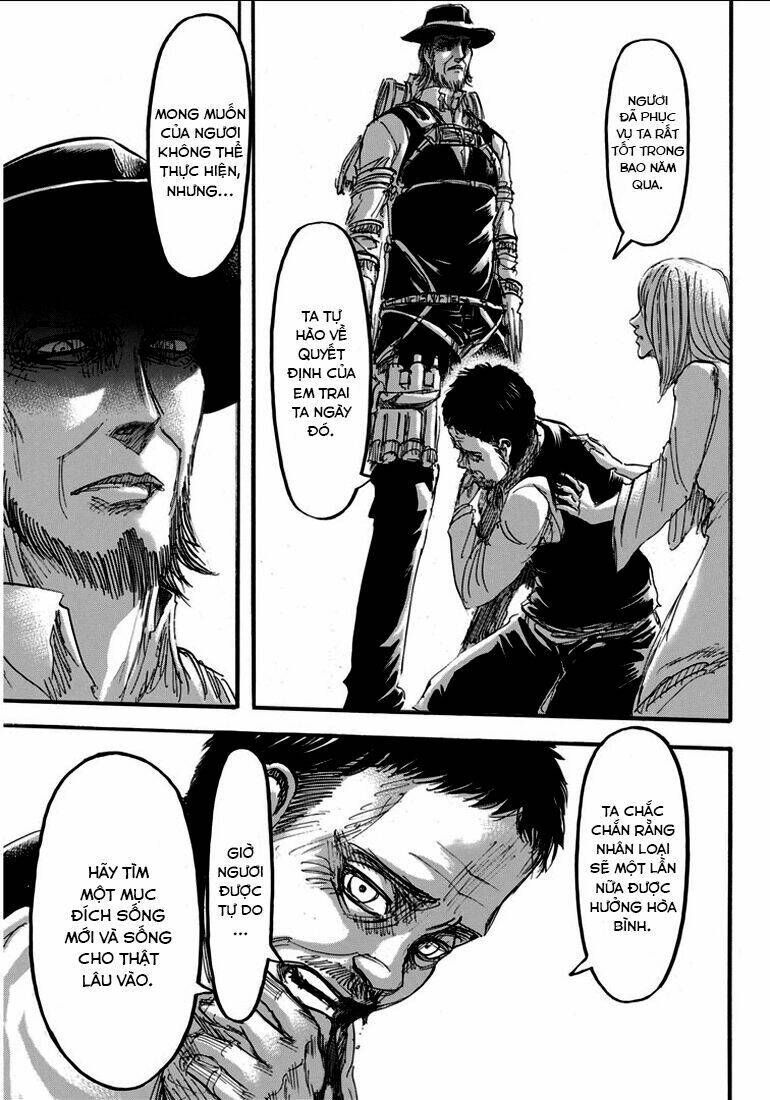 NGƯƠI
ĐÃ PHỤC
VỤ TA RẤT
TỐT TRONG
BAO NĂM
QUA.
TA TỰ
HÀO VỀ
QUYẾT
ĐỊNH CỦA
EM TRAI
TA NGÀY
ĐÓ.
MONG MUỐN
CỦA NGƯƠI
KHÔNG THỂ
THỰC HIỆN,
NHƯNG...
TA CHẮC
CHẮN RẰNG
NHÂN LOẠI
SẼ MỘT LẦN
NỮA ĐƯỢC
HƯỞNG HÒA
BÌNH.
GIỜ
NGƯƠI
ĐƯỢC
TỰ DO
...
HÃY TÌM
MỘT MỤC
ĐÍCH SỐNG
MỚI VÀ SỐNG
CHO THẬT
LÂU VÀO.